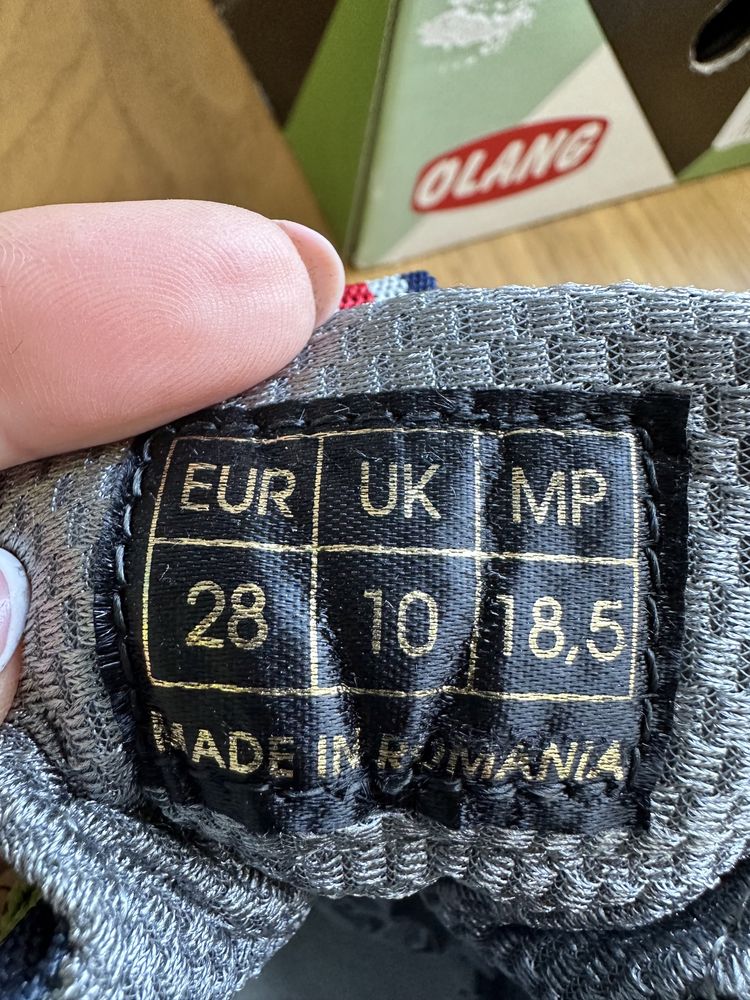 OLANG
EUR UK MP
28 10 18,5
MADE IN ROMANIA